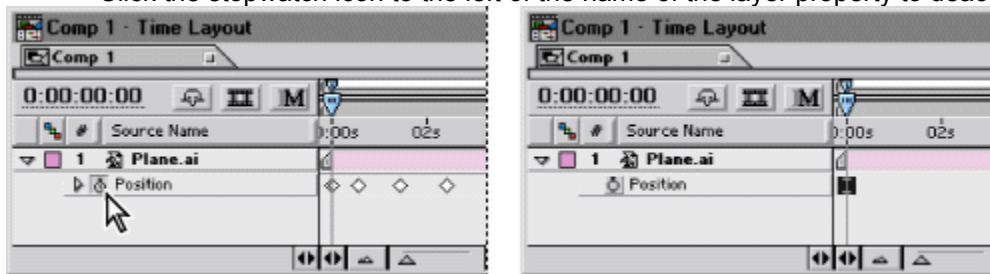 Click the stopwatch icon to the left of the name of the layer property to deac
Comp 1 · Time Layout
Comp 1
0:00:00:00 M
# Source Name 0:00s 02s
1 Plane.ai
Position
Comp 1 · Time Layout
Comp 1
0:00:00:00 M
# Source Name 0:00s 02s
1 Plane.ai
Position